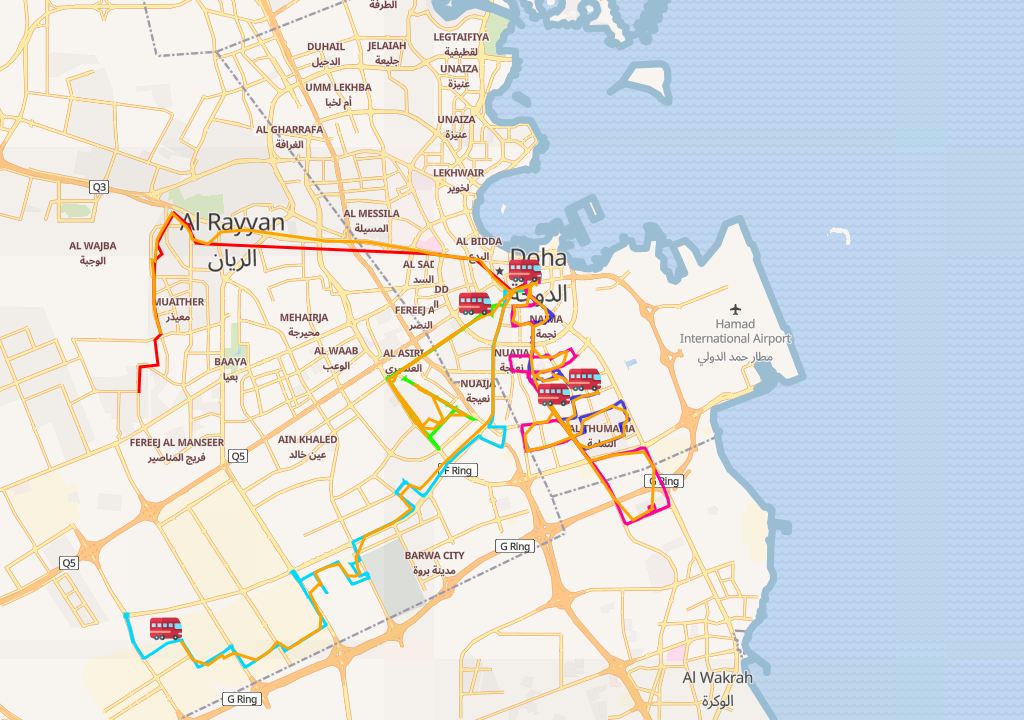 الطرفة
LEGTAIFIYA
لقطيفية
DUHAIL
الدحيل
JELAIAH
جليعة
UNAIZA
عنيزة
UMM LEKHBA
أم لخبا
UNAIZA
عنيزة
AL GHARRAFA
الغرافة
LEKHWAIR
لخوير
Q3
AL MESSILA
المسيلة
Al Rayyan
الريان
AL WAJBA
الوجبة
AL BIDDA
البدع
Doha
الدوحة
AL SAD
السد
DD
MUAITHER
معيذر
MEHAIRJA
محيرجة
FEREEJ A
النصر
NAJMA
نجمة
Hamad
International Airport
مطار حمد الدولي
AL WAAB
الوعب
AL ASIRI
العسيري
NUAIJA
نعيجة
BAAYA
بعيا
NUAIJA
نعيجة
AL THUMAMA
الثمامة
FEREEJ AL MANSEER
فريج المناصير
AIN KHALED
عين خالد
Q5
F Ring
G Ring
G Ring
BARWA CITY
مدينة بروة
Q5
Al Wakrah
الوكرة
G Ring